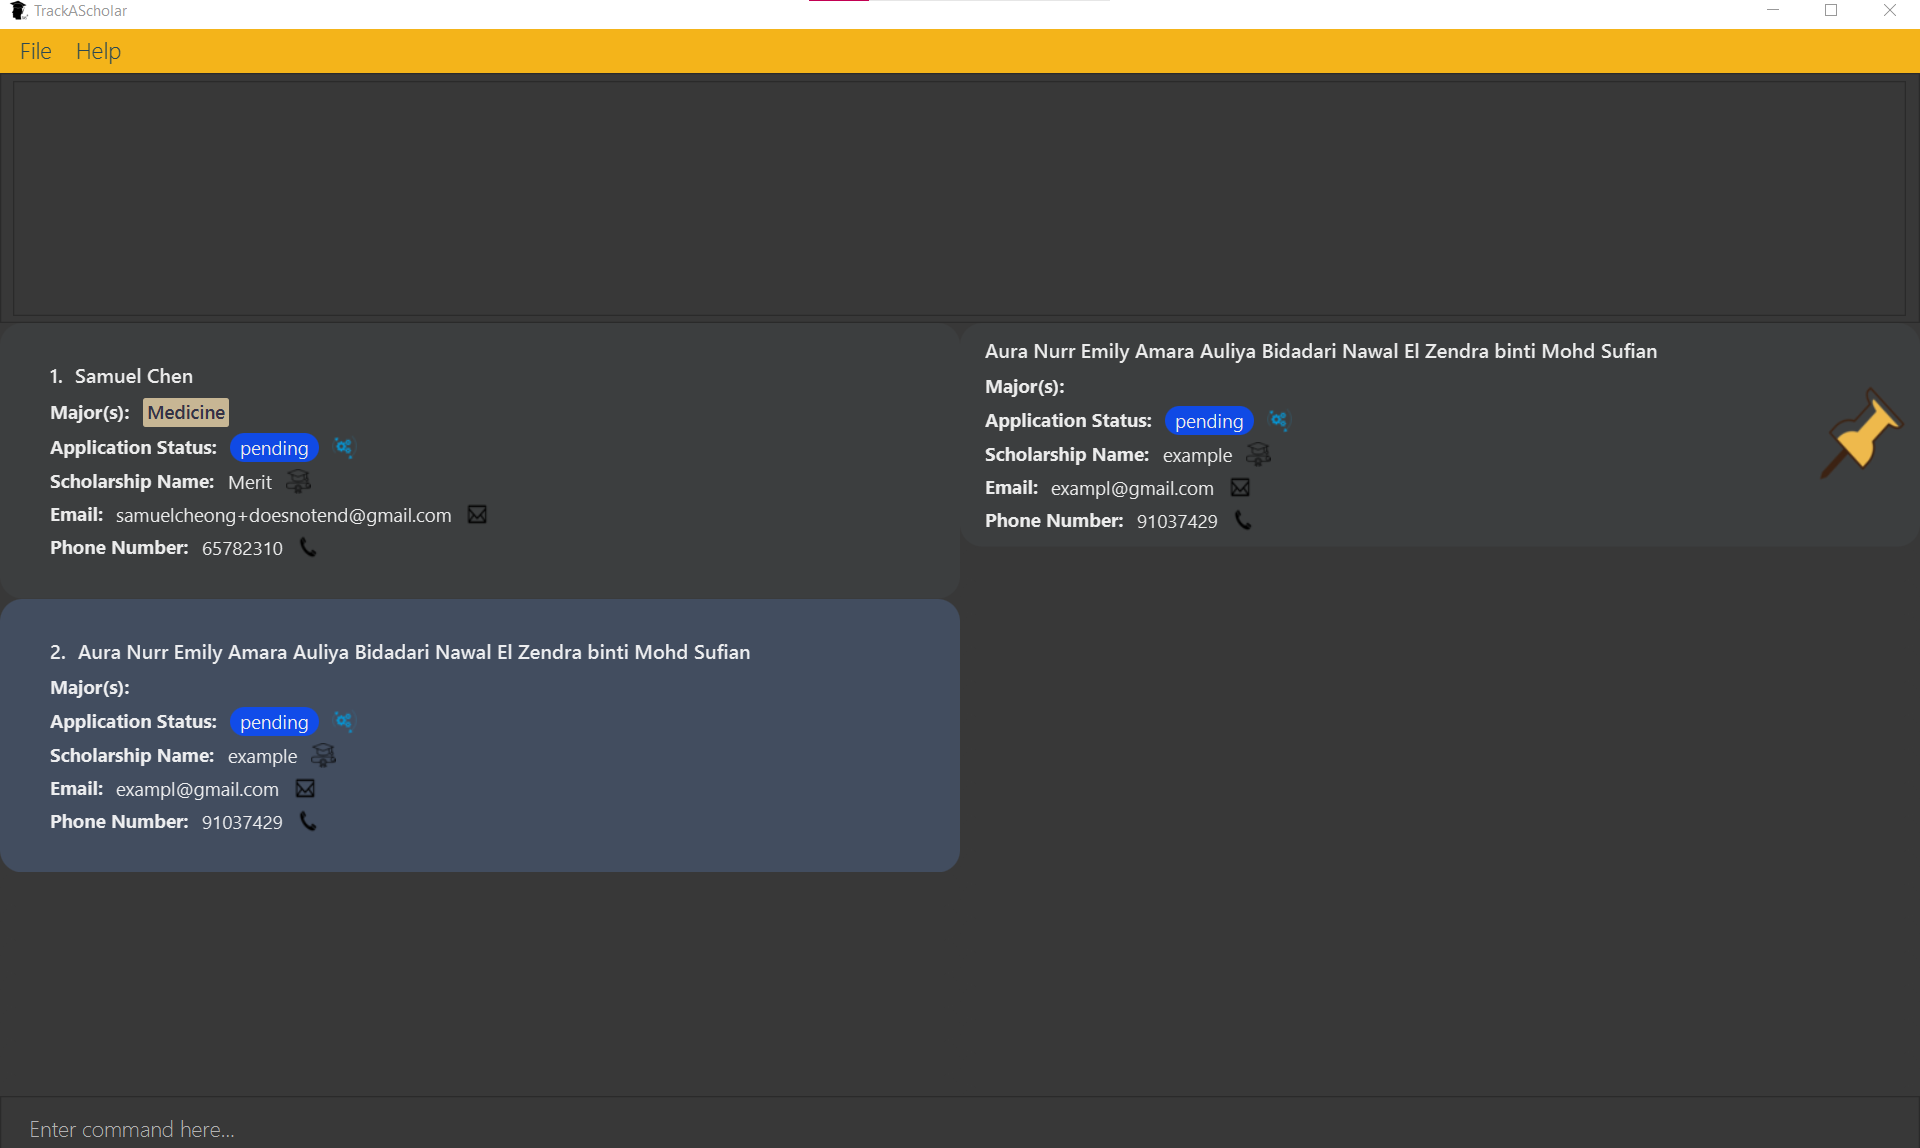 TrackAScholar
File Help
1. Samuel Chen
Major(s): Medicine
Application Status: pending
Scholarship Name: Merit
Email: samuelcheong+doesnotend@gmail.com
Phone Number: 65782310
2. Aura Nurr Emily Amara Auliya Bidadari Nawal El Zendra binti Mohd Sufian
Major(s):
Application Status: pending
Scholarship Name: example
Email: exampl@gmail.com
Phone Number: 91037429
Aura Nurr Emily Amara Auliya Bidadari Nawal El Zendra binti Mohd Sufian
Major(s):
Application Status: pending
Scholarship Name: example
Email: exampl@gmail.com
Phone Number: 91037429
Enter command here...